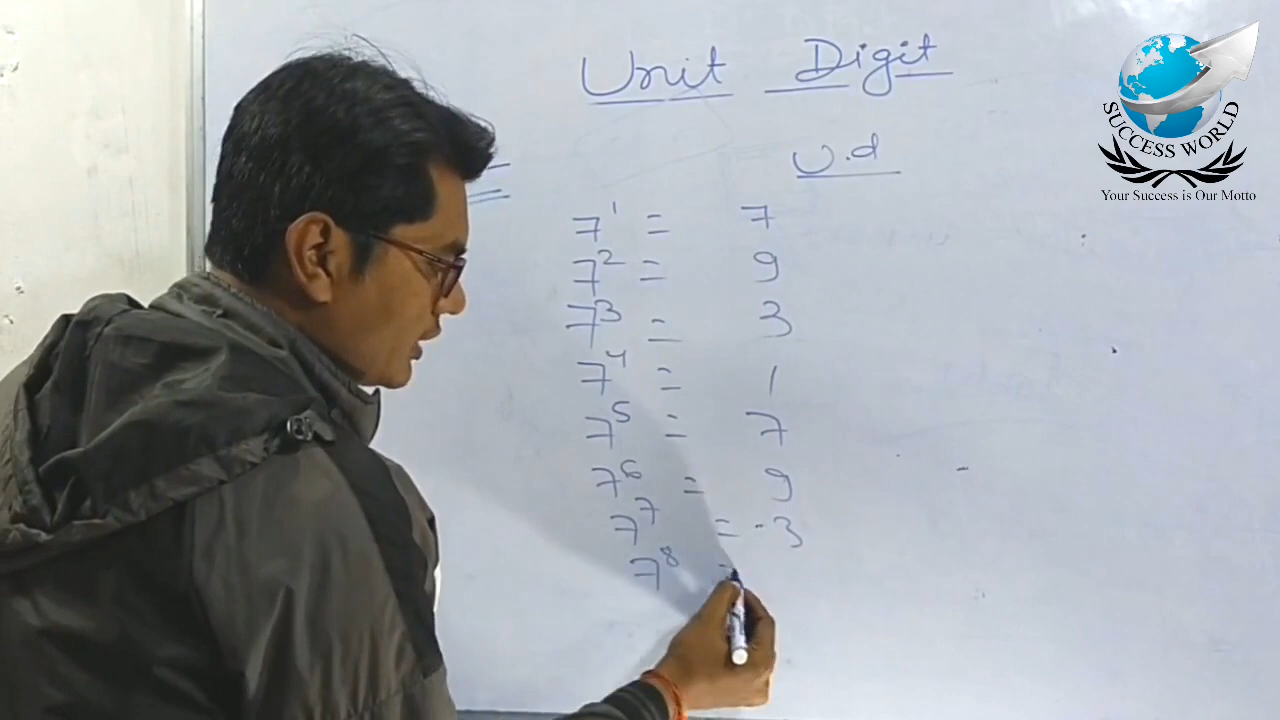 Unit Digit
U.d
7¹ = 7
7² = 9
7³ = 3
7⁴ = 1
7⁵ = 7
7⁶ = 9
7⁷ = 3
7⁸ =
SUCCESS WORLD
Your Success is Our Motto